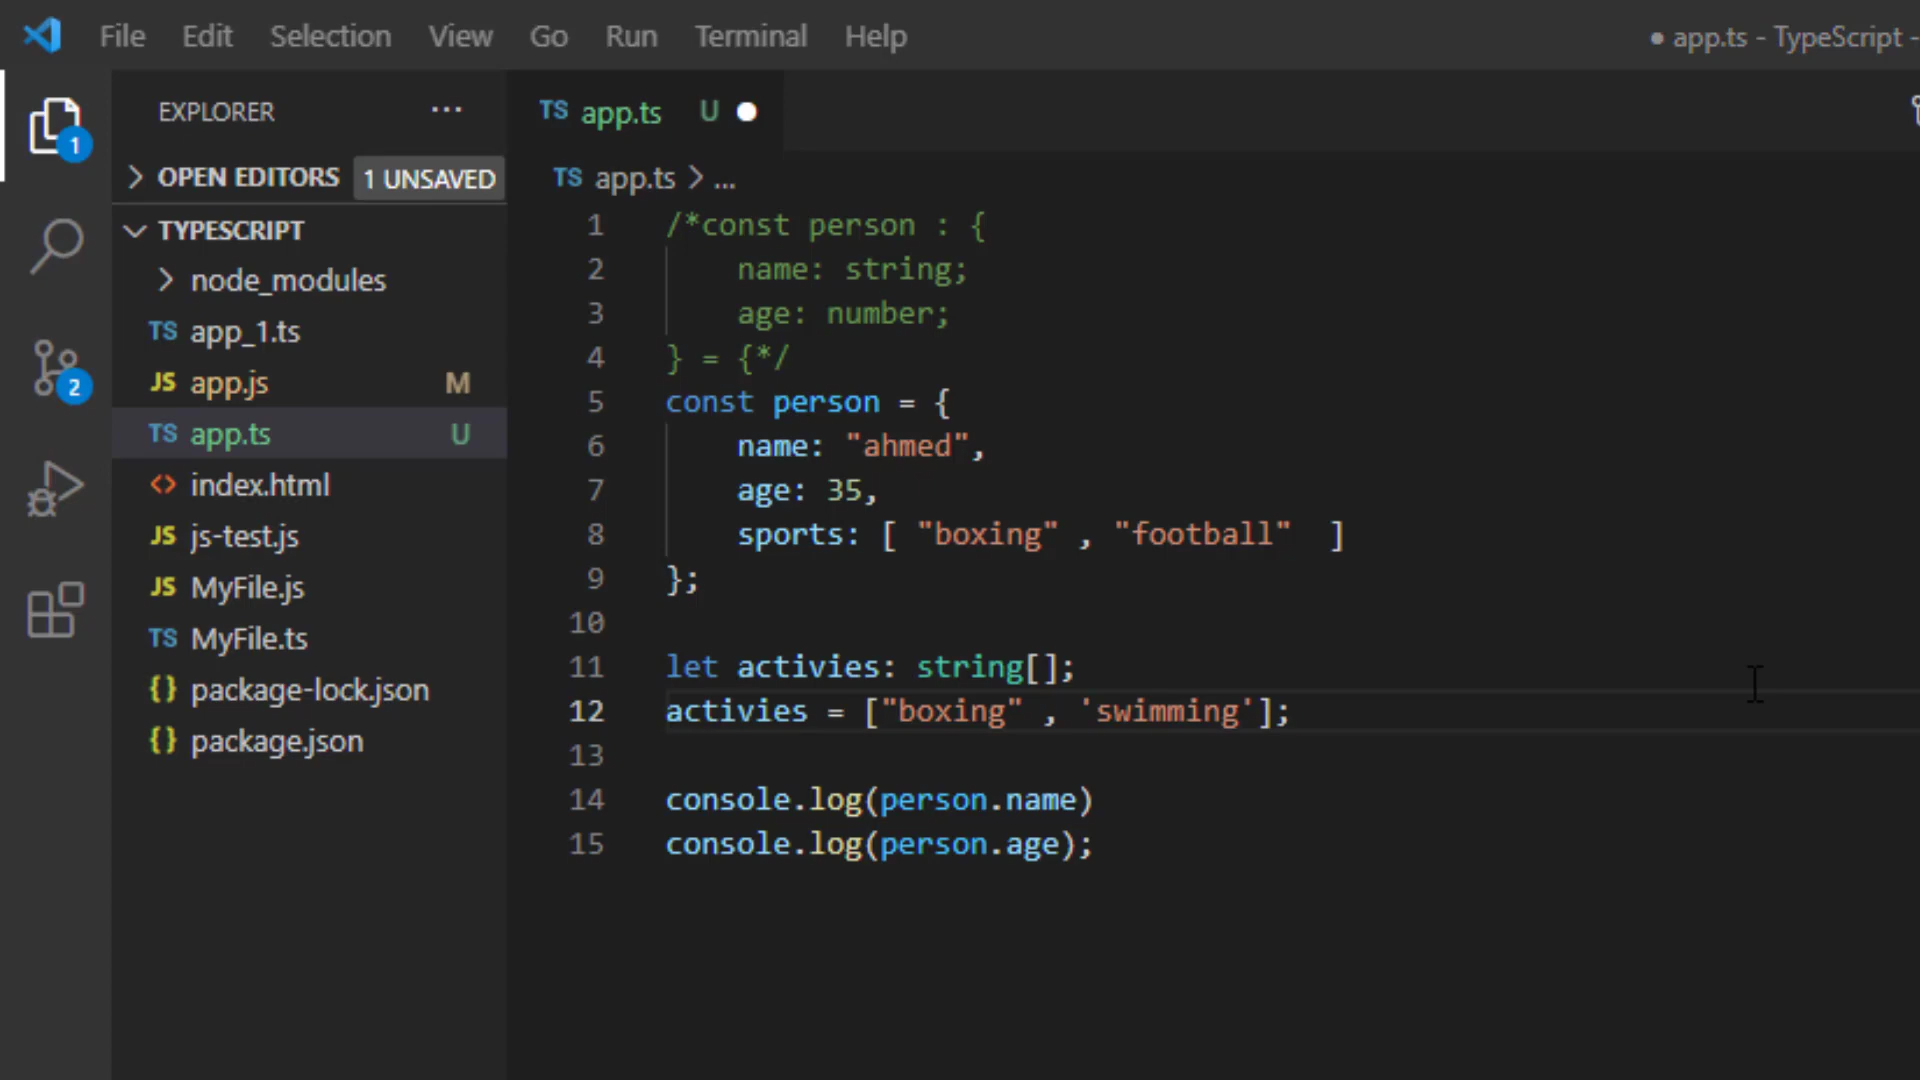 File Edit Selection View Go Run Terminal Help
● app.ts - TypeScript -
EXPLORER ...
1
OPEN EDITORS 1 UNSAVED
TYPESCRIPT
node_modules
TS app_1.ts
JS app.js M
2
TS app.ts U
<> index.html
JS js-test.js
JS MyFile.js
TS MyFile.ts
{} package-lock.json
{} package.json
TS app.ts U ●
TS app.ts > ...
1 /*const person : {
2 name: string;
3 age: number;
4 } = {*/
5 const person = {
6 name: "ahmed",
7 age: 35,
8 sports: [ "boxing" , "football" ]
9 };
10
11 let activies: string[];
12 activies = ["boxing" , 'swimming'];
13
14 console.log(person.name)
15 console.log(person.age);